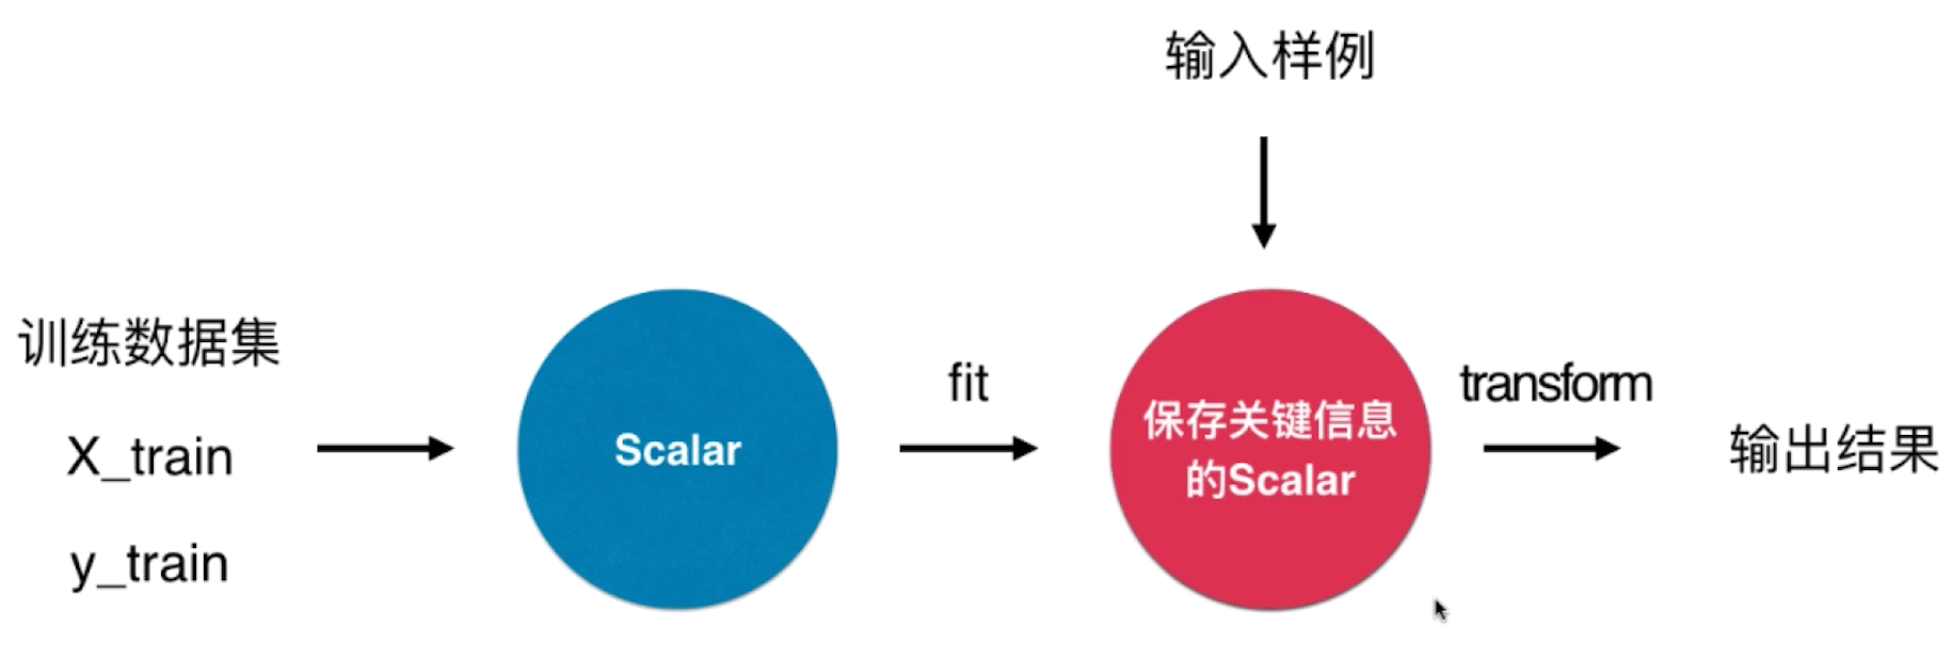 输入样例
训练数据集
X_train
y_train
Scalar
fit
保存关键信息
的Scalar
transform
输出结果